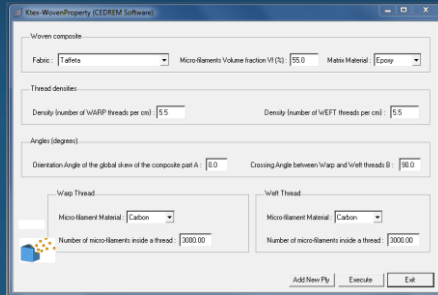 Ktex-WovenProperty (CEDREM Software)
Woven composite
Fabric : Taffeta Micro-filaments Volume fraction Vf (%) : 55.0 Matrix Material : Epoxy
Thread densities
Density (number of WARP threads per cm) : 5.5 Density (number of WEFT threads per cm) : 5.5
Angles (degrees)
Orientation Angle of the global skew of the composite part A : 0.0 Crossing Angle between Warp and Weft threads B : 90.0
Warp Thread Weft Thread
Micro-filament Material : Carbon Micro-filament Material : Carbon
Number of micro-filaments inside a thread : 3000.00 Number of micro-filaments inside a thread : 3000.00
Add New Ply Execute Exit